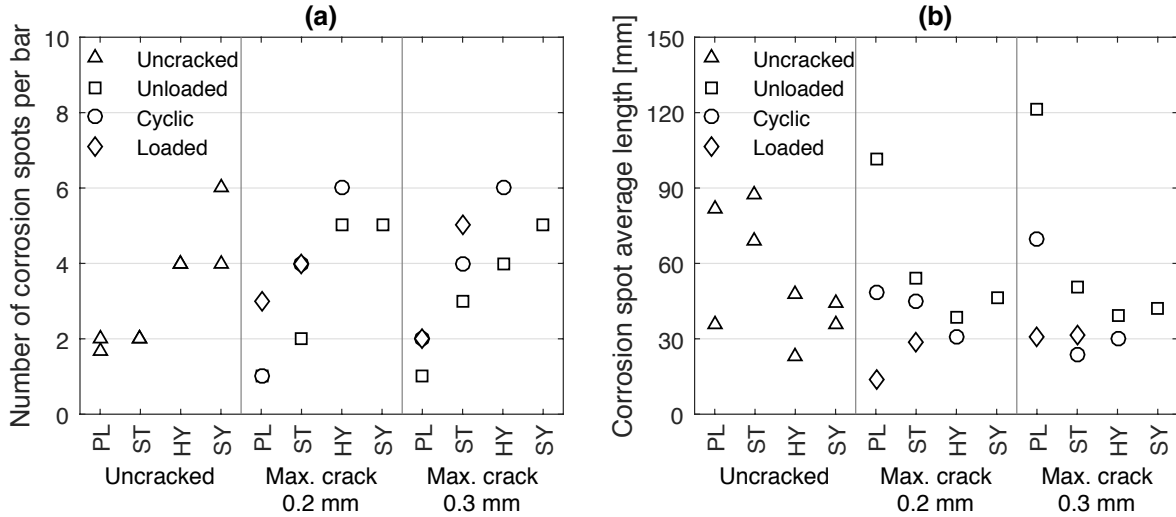 (a)
Number of corrosion spots per bar
10
8
6
4
2
0
Uncracked
Unloaded
Cyclic
Loaded
PL ST HY SY PL ST HY SY PL ST HY SY
Uncracked Max. crack Max. crack
0.2 mm 0.3 mm
(b)
Corrosion spot average length [mm]
150
120
90
60
30
0
Uncracked
Unloaded
Cyclic
Loaded
PL ST HY SY PL ST HY SY PL ST HY SY
Uncracked Max. crack Max. crack
0.2 mm 0.3 mm